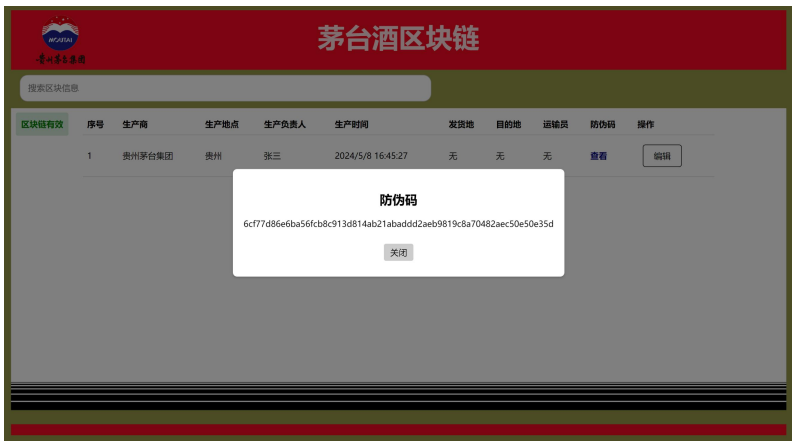 MOUTAI
贵州茅台集团
茅台酒区块链
搜索区块信息
区块链有效 序号 生产商 生产地点 生产负责人 生产时间 发货地 目的地 运输员 防伪码 操作
1 贵州茅台集团 贵州 张三 2024/5/8 16:45:27 无 无 无 查看 编辑
防伪码
6cf77d86e6ba56fcb8c913d814ab21abaddd2aeb9819c8a70482aec50e50e35d
关闭